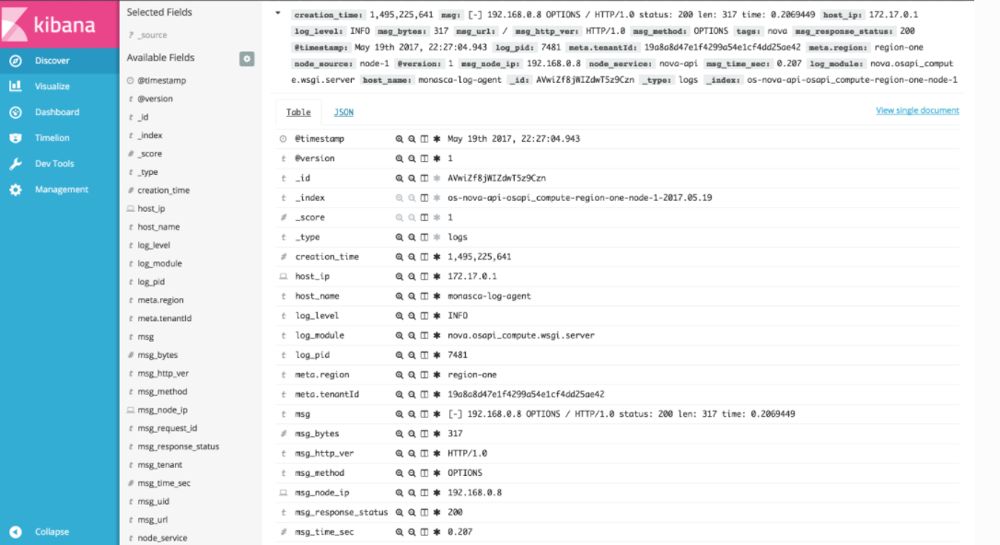 kibana
Discover
Visualize
Dashboard
Timelion
Dev Tools
Management
Collapse
Selected Fields
? _source
Available Fields
@timestamp
t @version
t _id
t _index
# _score
t _type
# creation_time
host_ip
t host_name
t log_level
t log_module
t log_pid
t meta.region
t meta.tenantId
t msg
# msg_bytes
t msg_http_ver
t msg_method
msg_node_ip
t msg_request_id
t msg_response_status
t msg_tenant
# msg_time_sec
t msg_uid
t msg_url
t node_service
creation_time: 1,495,225,641 msg: [-] 192.168.0.8 OPTIONS / HTTP/1.0 status: 200 len: 317 time: 0.2069449 host_ip: 172.17.0.1
log_level: INFO msg_bytes: 317 msg_url: / msg_http_ver: HTTP/1.0 msg_method: OPTIONS tags: nova msg_response_status: 200
@timestamp: May 19th 2017, 22:27:04.943 log_pid: 7481 meta.tenantId: 19a8a8d47e1f4299a54e1cf4dd25ae42 meta.region: region-one
node_source: node-1 @version: 1 msg_node_ip: 192.168.0.8 node_service: nova-api msg_time_sec: 0.207 log_module: nova.osapi_comput
e.wsgi.server host_name: monasca-log-agent _id: AVwiZf8jWIZdwT5z9Czn _type: logs _index: os-nova-api-osapi_compute-region-one-node-1
Table JSON View single document
@timestamp May 19th 2017, 22:27:04.943
t @version 1
t _id AVwiZf8jWIZdwT5z9Czn
t _index os-nova-api-osapi_compute-region-one-node-1-2017.05.19
# _score 1
t _type logs
# creation_time 1,495,225,641
host_ip 172.17.0.1
t host_name monasca-log-agent
t log_level INFO
t log_module nova.osapi_compute.wsgi.server
t log_pid 7481
t meta.region region-one
t meta.tenantId 19a8a8d47e1f4299a54e1cf4dd25ae42
t msg [-] 192.168.0.8 OPTIONS / HTTP/1.0 status: 200 len: 317 time: 0.2069449
# msg_bytes 317
t msg_http_ver HTTP/1.0
t msg_method OPTIONS
msg_node_ip 192.168.0.8
t msg_response_status 200
# msg_time_sec 0.207